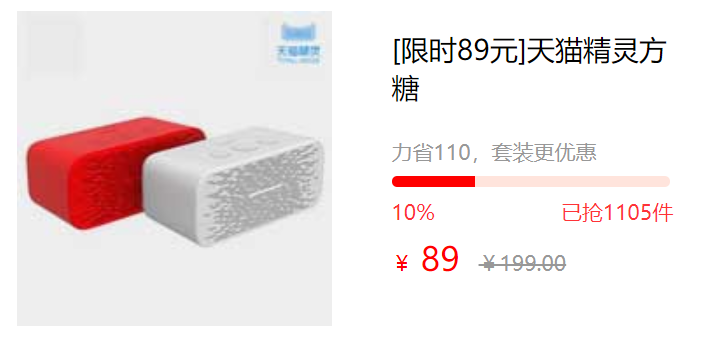 天猫精灵
[限时89元]天猫精灵方
糖
力省110，套装更优惠
10% 已抢1105件
¥ 89 ¥199.00